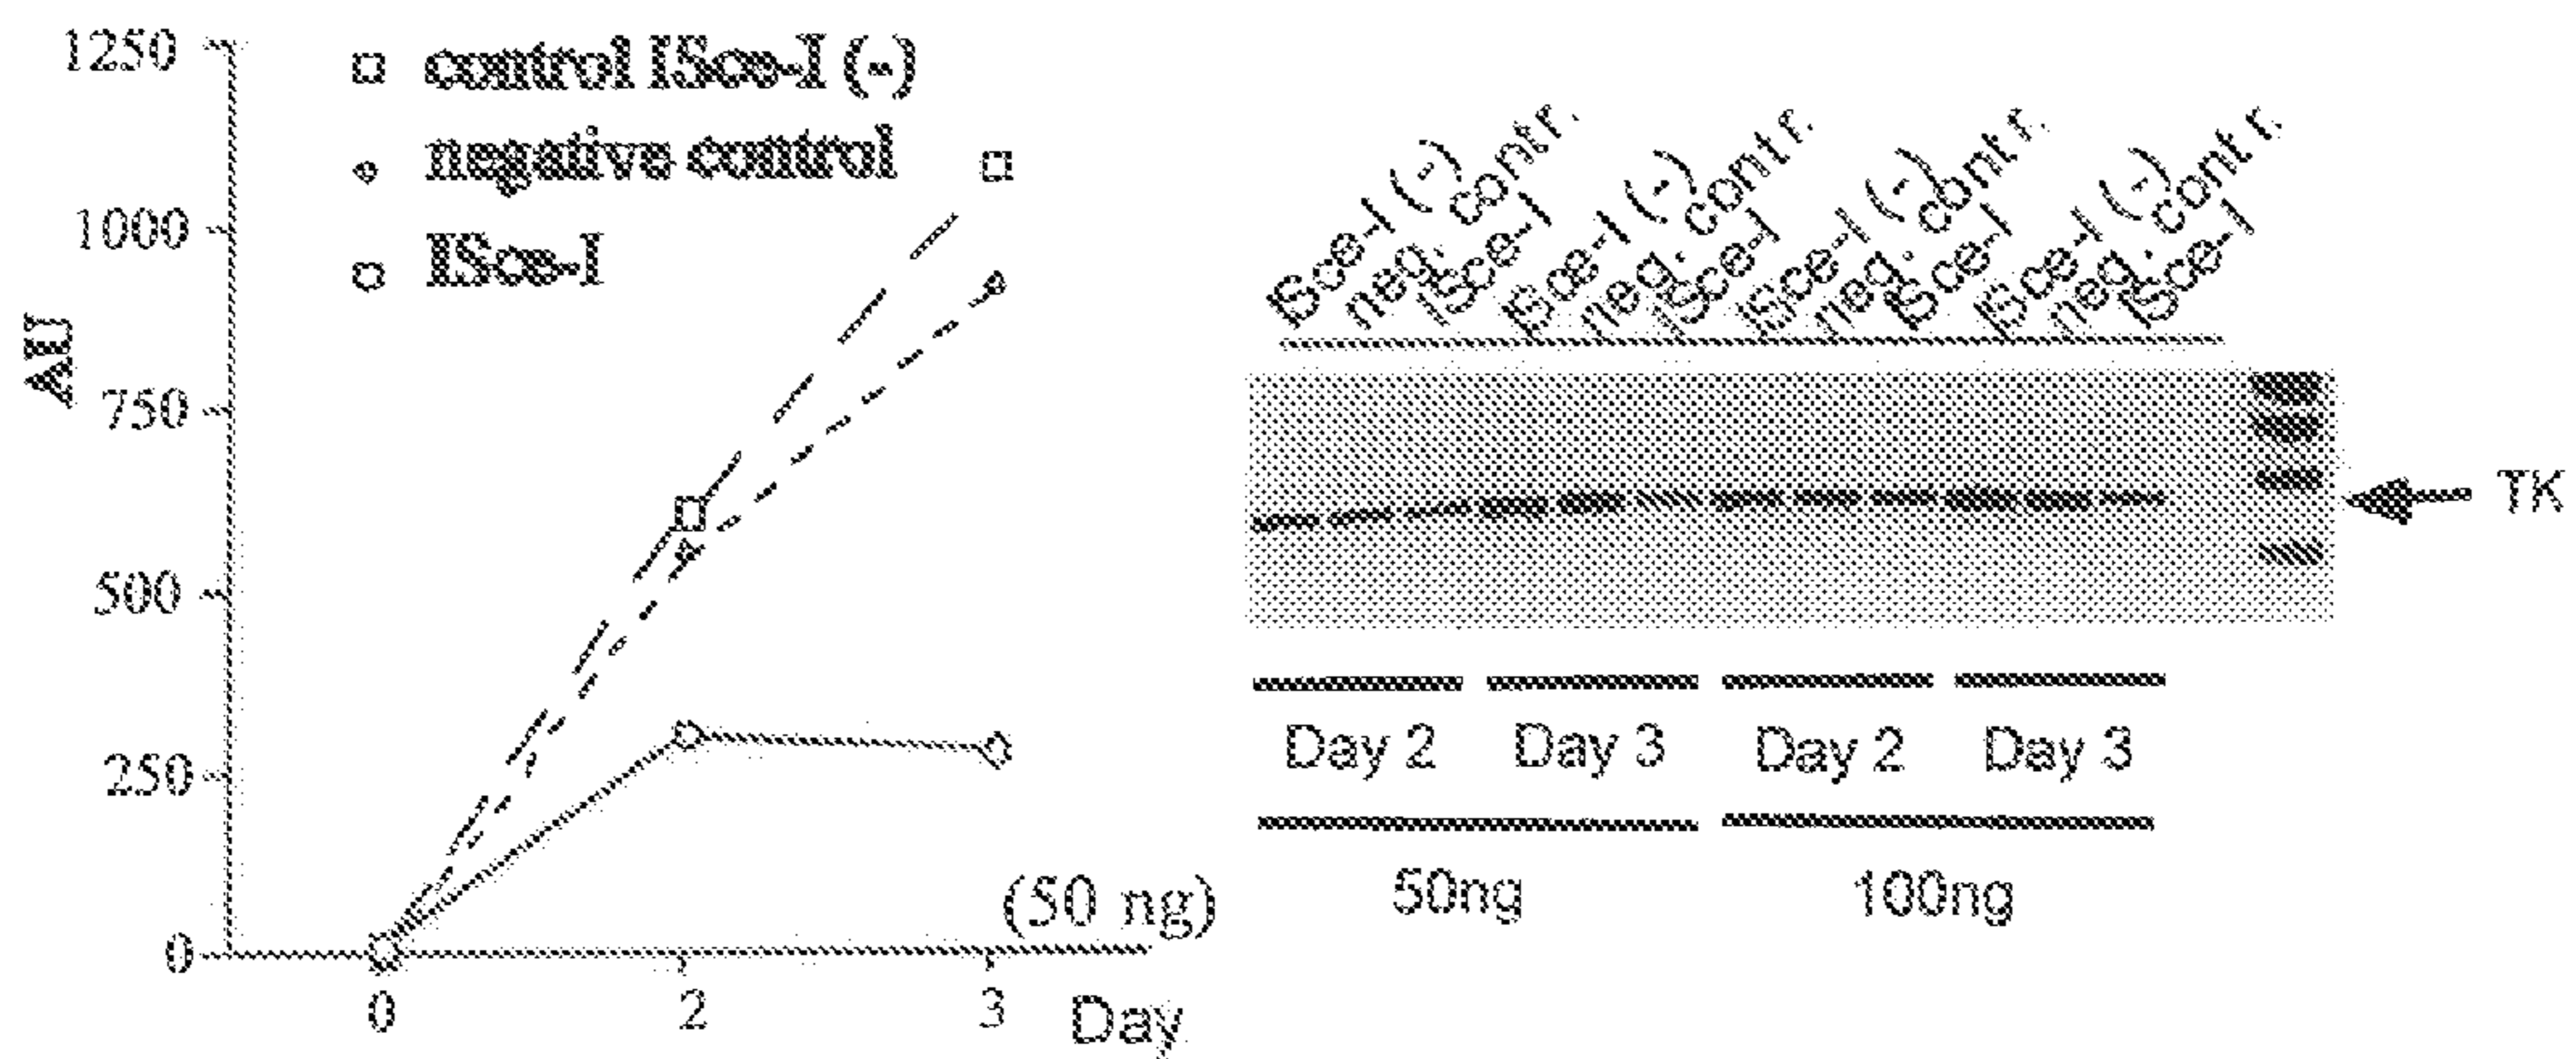 1250
1000
750
500
250
0
AU
control ISce-I (-)
negative control
ISce-I
0
2
3
Day
(50 ng)
ISce-I (-)
neg. contr.
ISce-I
ISce-I (-)
neg. contr.
ISce-I
ISce-I (-)
neg. contr.
ISce-I
ISce-I (-)
neg. contr.
ISce-I
TK
Day 2 Day 3 Day 2 Day 3
50ng 100ng